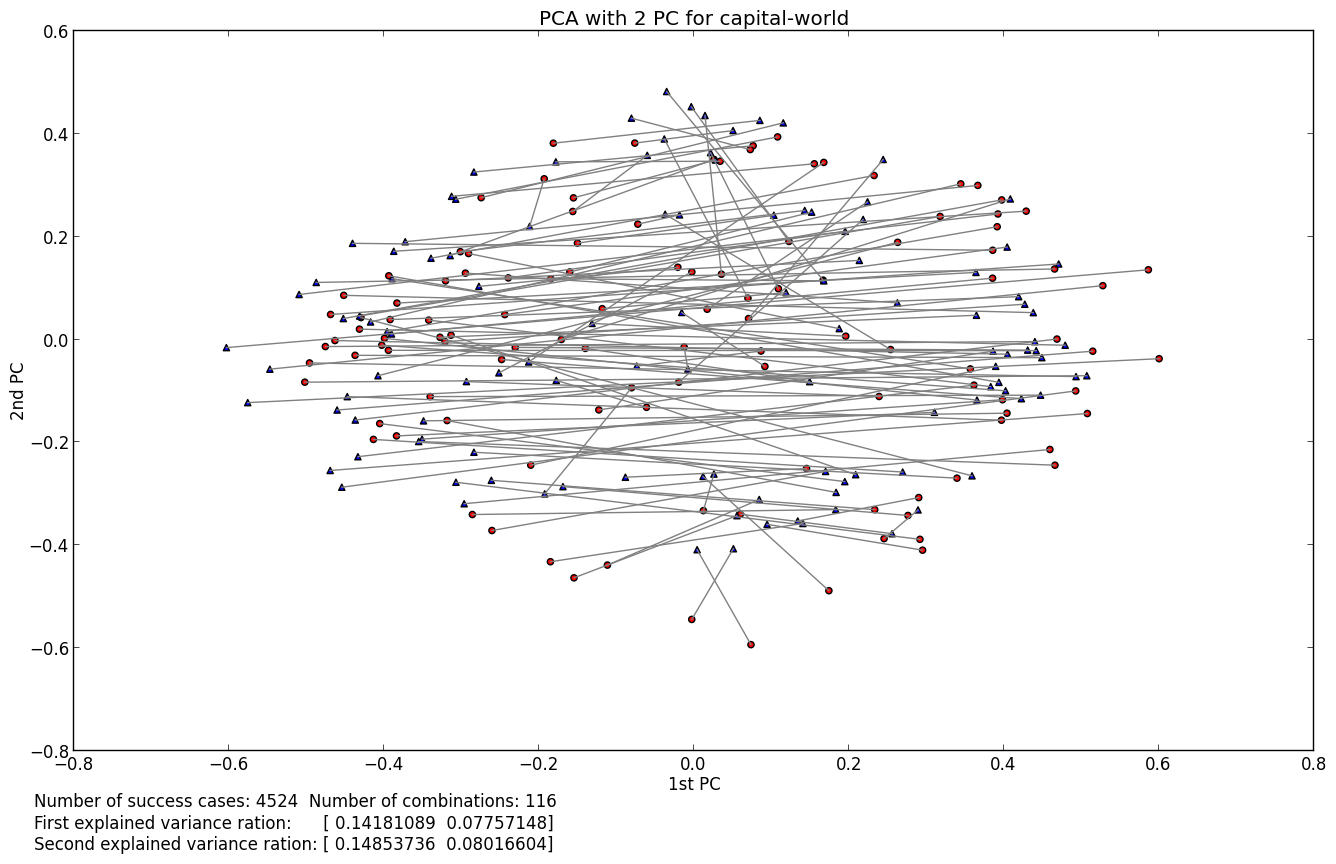 PCA with 2 PC for capital-world
0.6
0.4
0.2
0.0
−0.2
−0.4
−0.6
−0.8
2nd PC
−0.8 −0.6 −0.4 −0.2 0.0 0.2 0.4 0.6 0.8
1st PC
Number of success cases: 4524 Number of combinations: 116
First explained variance ration: [ 0.14181089 0.07757148]
Second explained variance ration: [ 0.14853736 0.08016604]